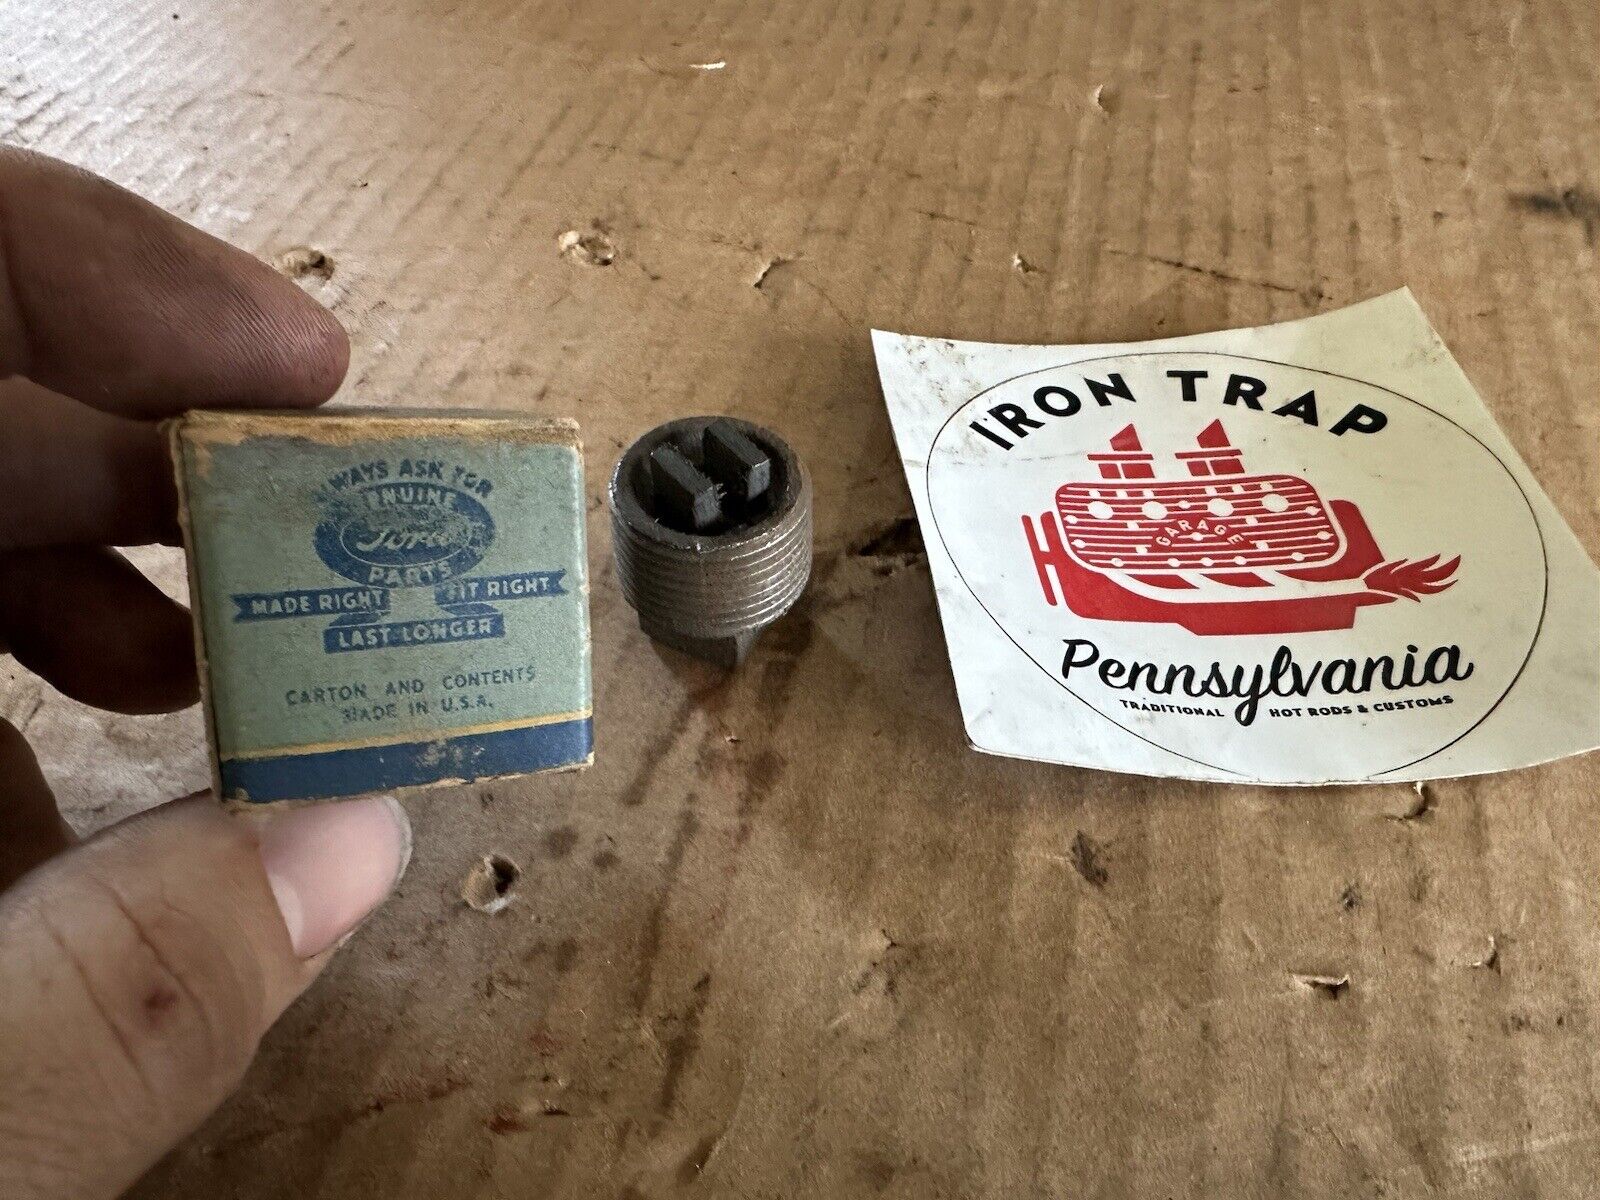 ALWAYS ASK FOR
GENUINE
Ford
PARTS
MADE RIGHT FIT RIGHT
LAST LONGER
CARTON AND CONTENTS
MADE IN U.S.A.
IRON TRAP
GARAGE
Pennsylvania
TRADITIONAL HOT RODS & CUSTOMS